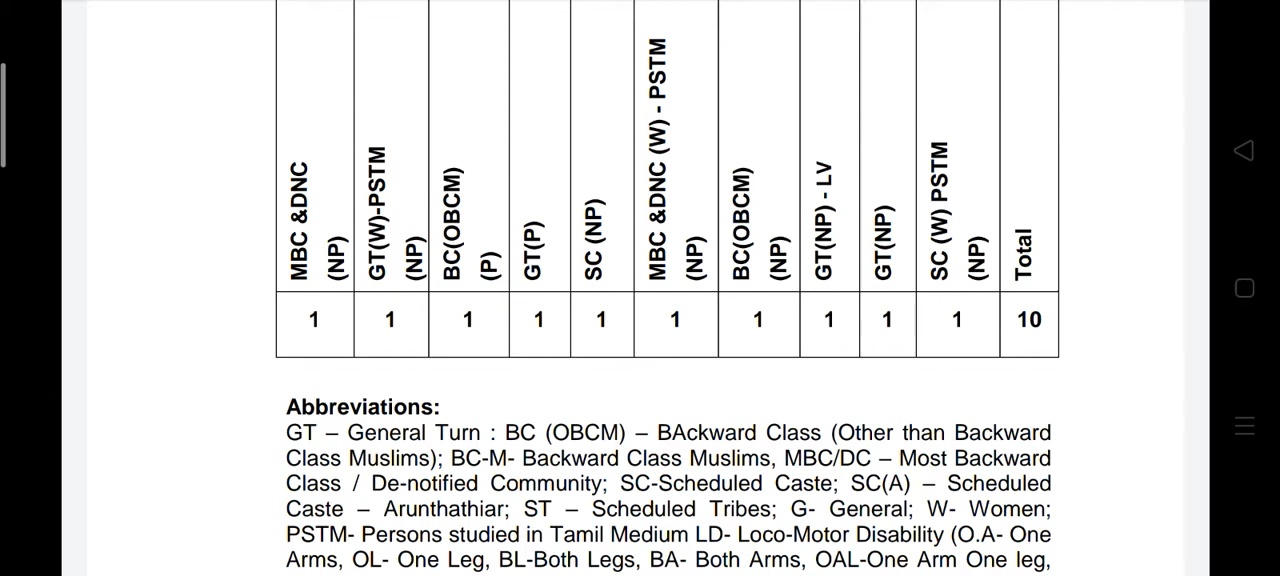 MBC &DNC
(NP)
GT(W)-PSTM
(NP)
BC(OBCM)
(P)
GT(P)
SC (NP)
MBC &DNC (W) - PSTM
(NP)
BC(OBCM)
(NP)
GT(NP) - LV
GT(NP)
SC (W) PSTM
(NP)
Total
1 1 1 1 1 1 1 1 1 1 10
Abbreviations:
GT – General Turn : BC (OBCM) – BAckward Class (Other than Backward
Class Muslims); BC-M- Backward Class Muslims, MBC/DC – Most Backward
Class / De-notified Community; SC-Scheduled Caste; SC(A) – Scheduled
Caste – Arunthathiar; ST – Scheduled Tribes; G- General; W- Women;
PSTM- Persons studied in Tamil Medium LD- Loco-Motor Disability (O.A- One
Arms, OL- One Leg, BL-Both Legs, BA- Both Arms, OAL-One Arm One leg,